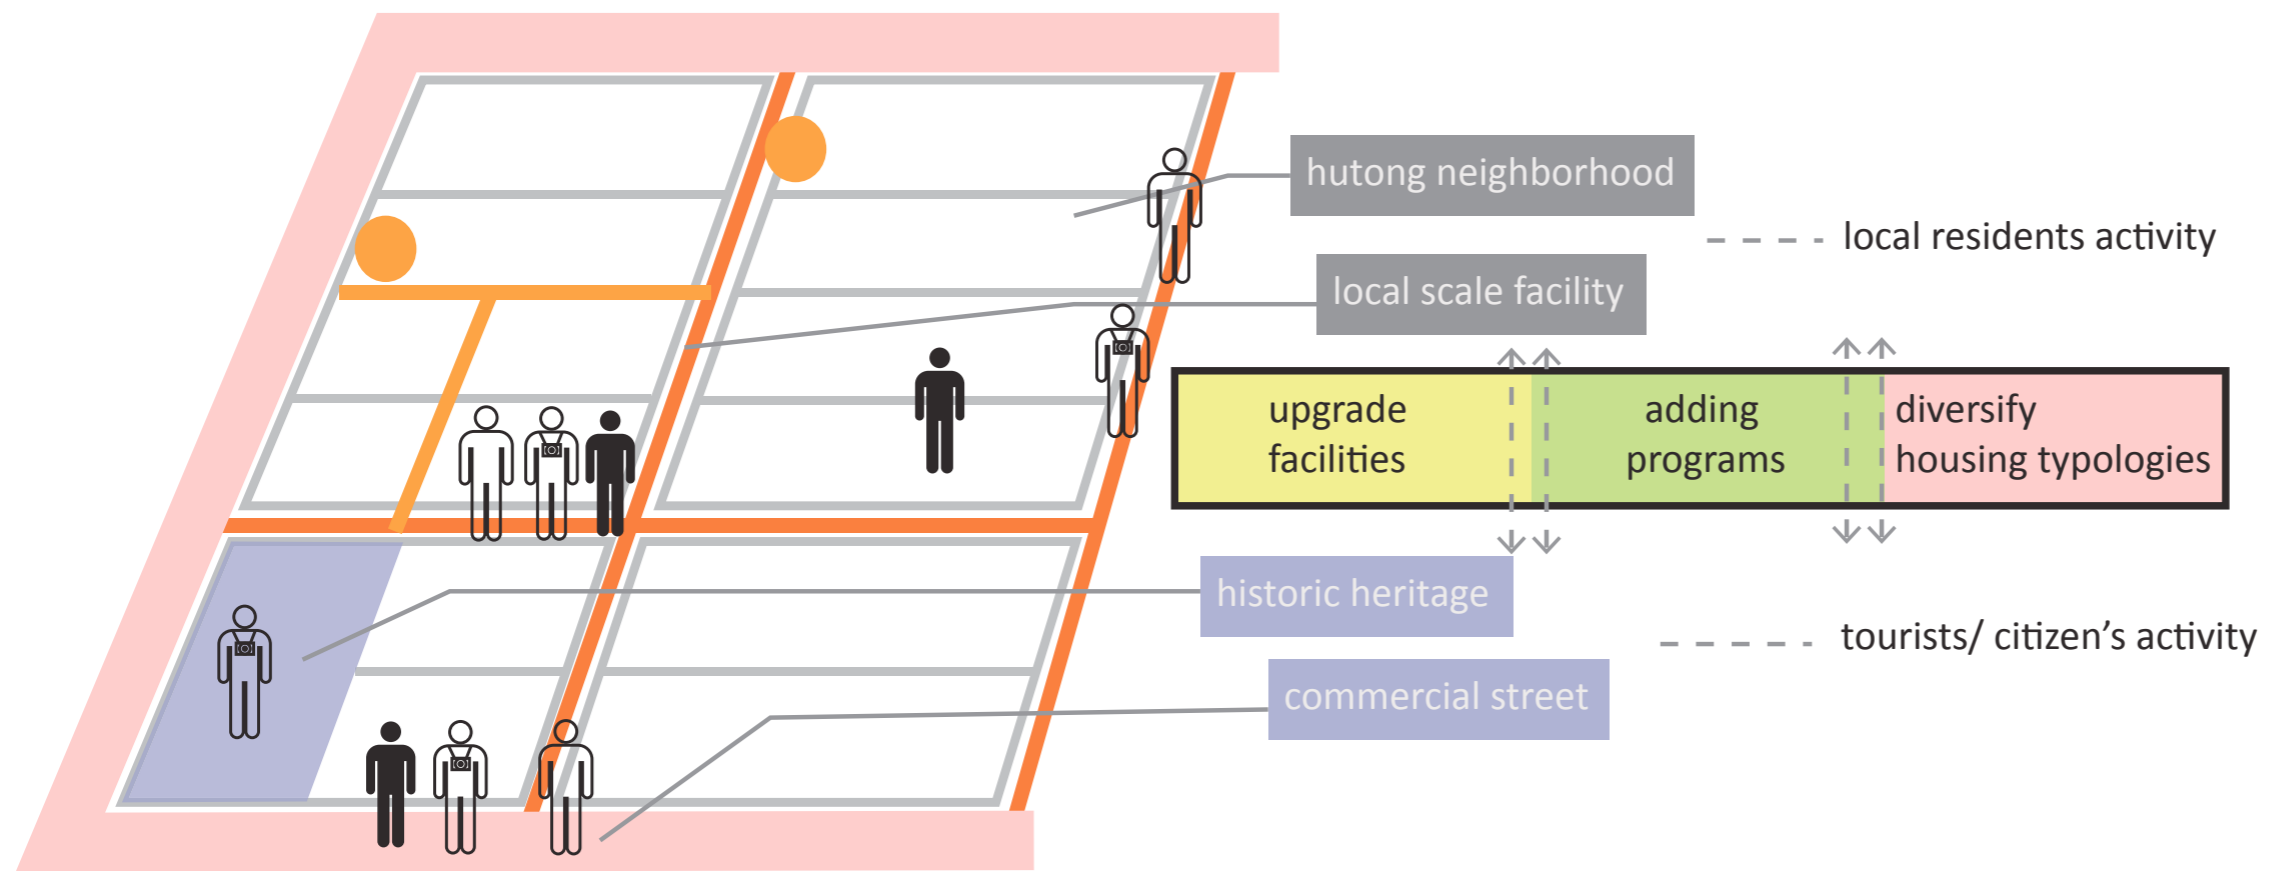 hutong neighborhood
local residents activity
local scale facility
upgrade
facilities
adding
programs
diversify
housing typologies
historic heritage
tourists/ citizen’s activity
commercial street